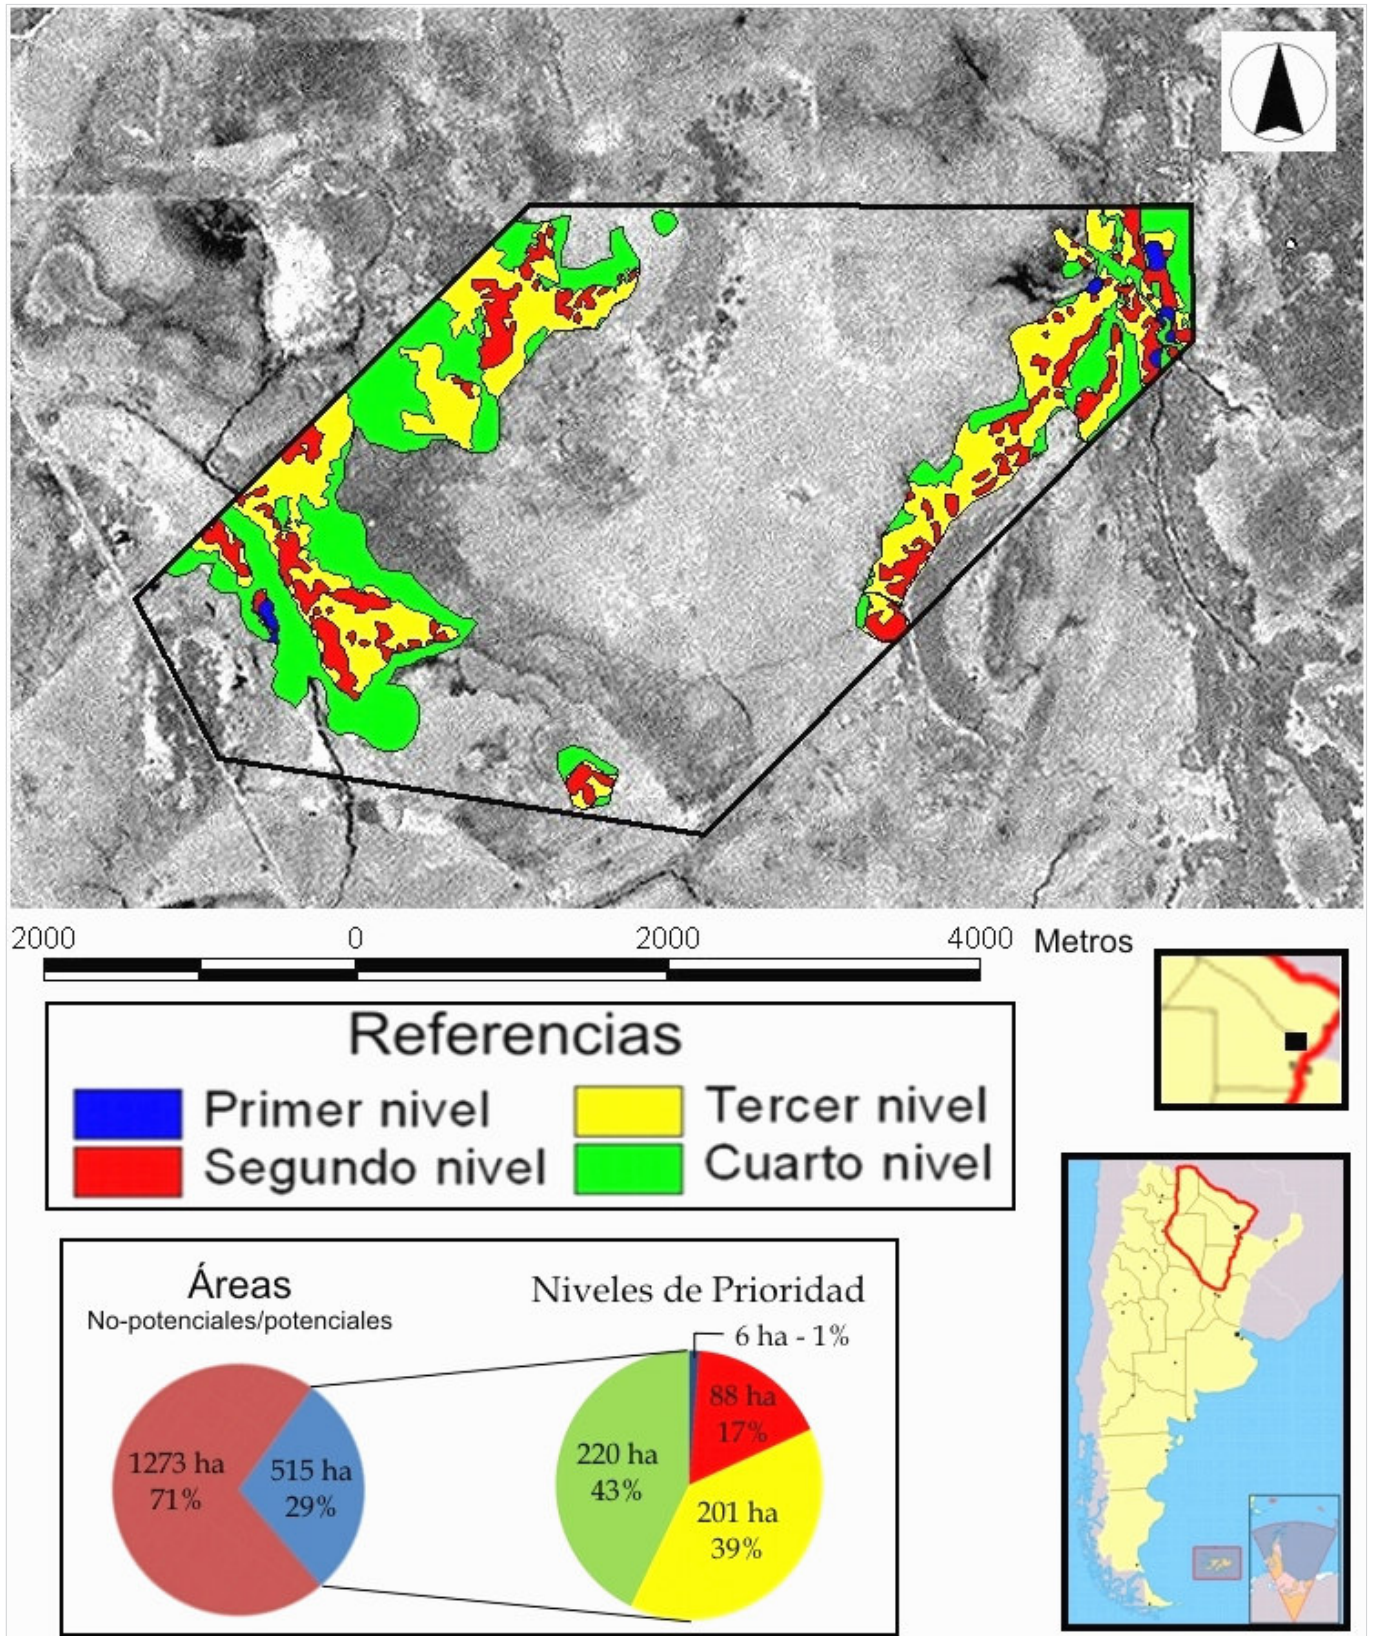 2000 0 2000 4000 Metros
Referencias
Primer nivel
Tercer nivel
Segundo nivel
Cuarto nivel
Áreas
No-potenciales/potenciales
1273 ha
71%
515 ha
29%
Niveles de Prioridad
6 ha - 1%
88 ha
17%
220 ha
43%
201 ha
39%